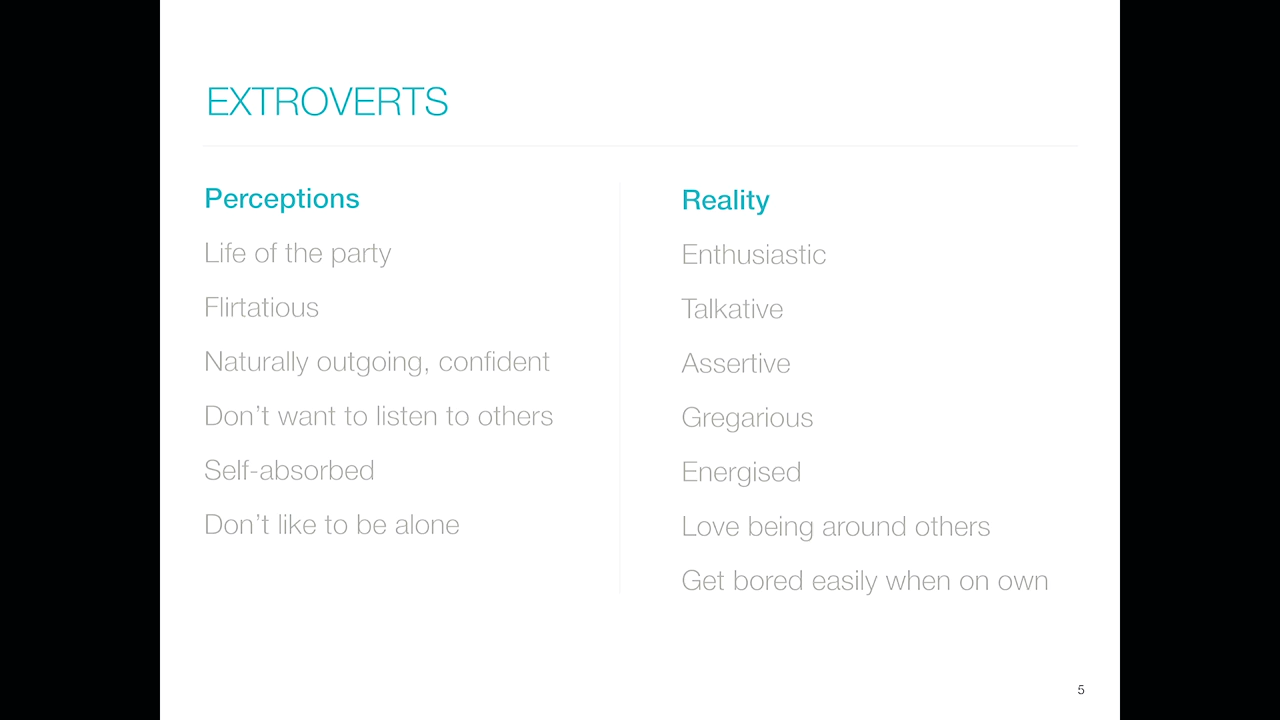 EXTROVERTS
Perceptions
Life of the party
Flirtatious
Naturally outgoing, confident
Don’t want to listen to others
Self-absorbed
Don’t like to be alone
Reality
Enthusiastic
Talkative
Assertive
Gregarious
Energised
Love being around others
Get bored easily when on own
5